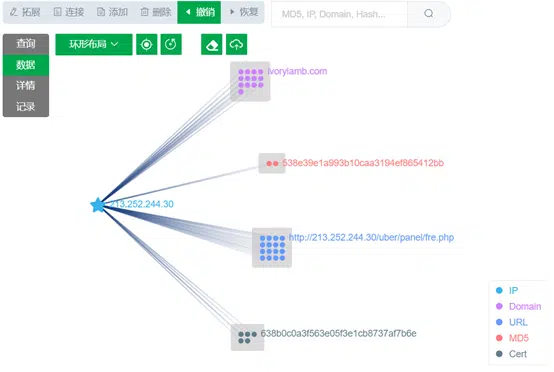 拓展 连接 添加 删除 撤销 恢复 MD5, IP, Domain, Hash...
查询 环形布局
数据
详情
记录
ivorylamb.com
538e39e1a993b10caa3194ef865412bb
213.252.244.30
http://213.252.244.30/uber/panel/fre.php
638b0c0a3f563e05f3e1cb8737af7b6e
IP
Domain
URL
MD5
Cert